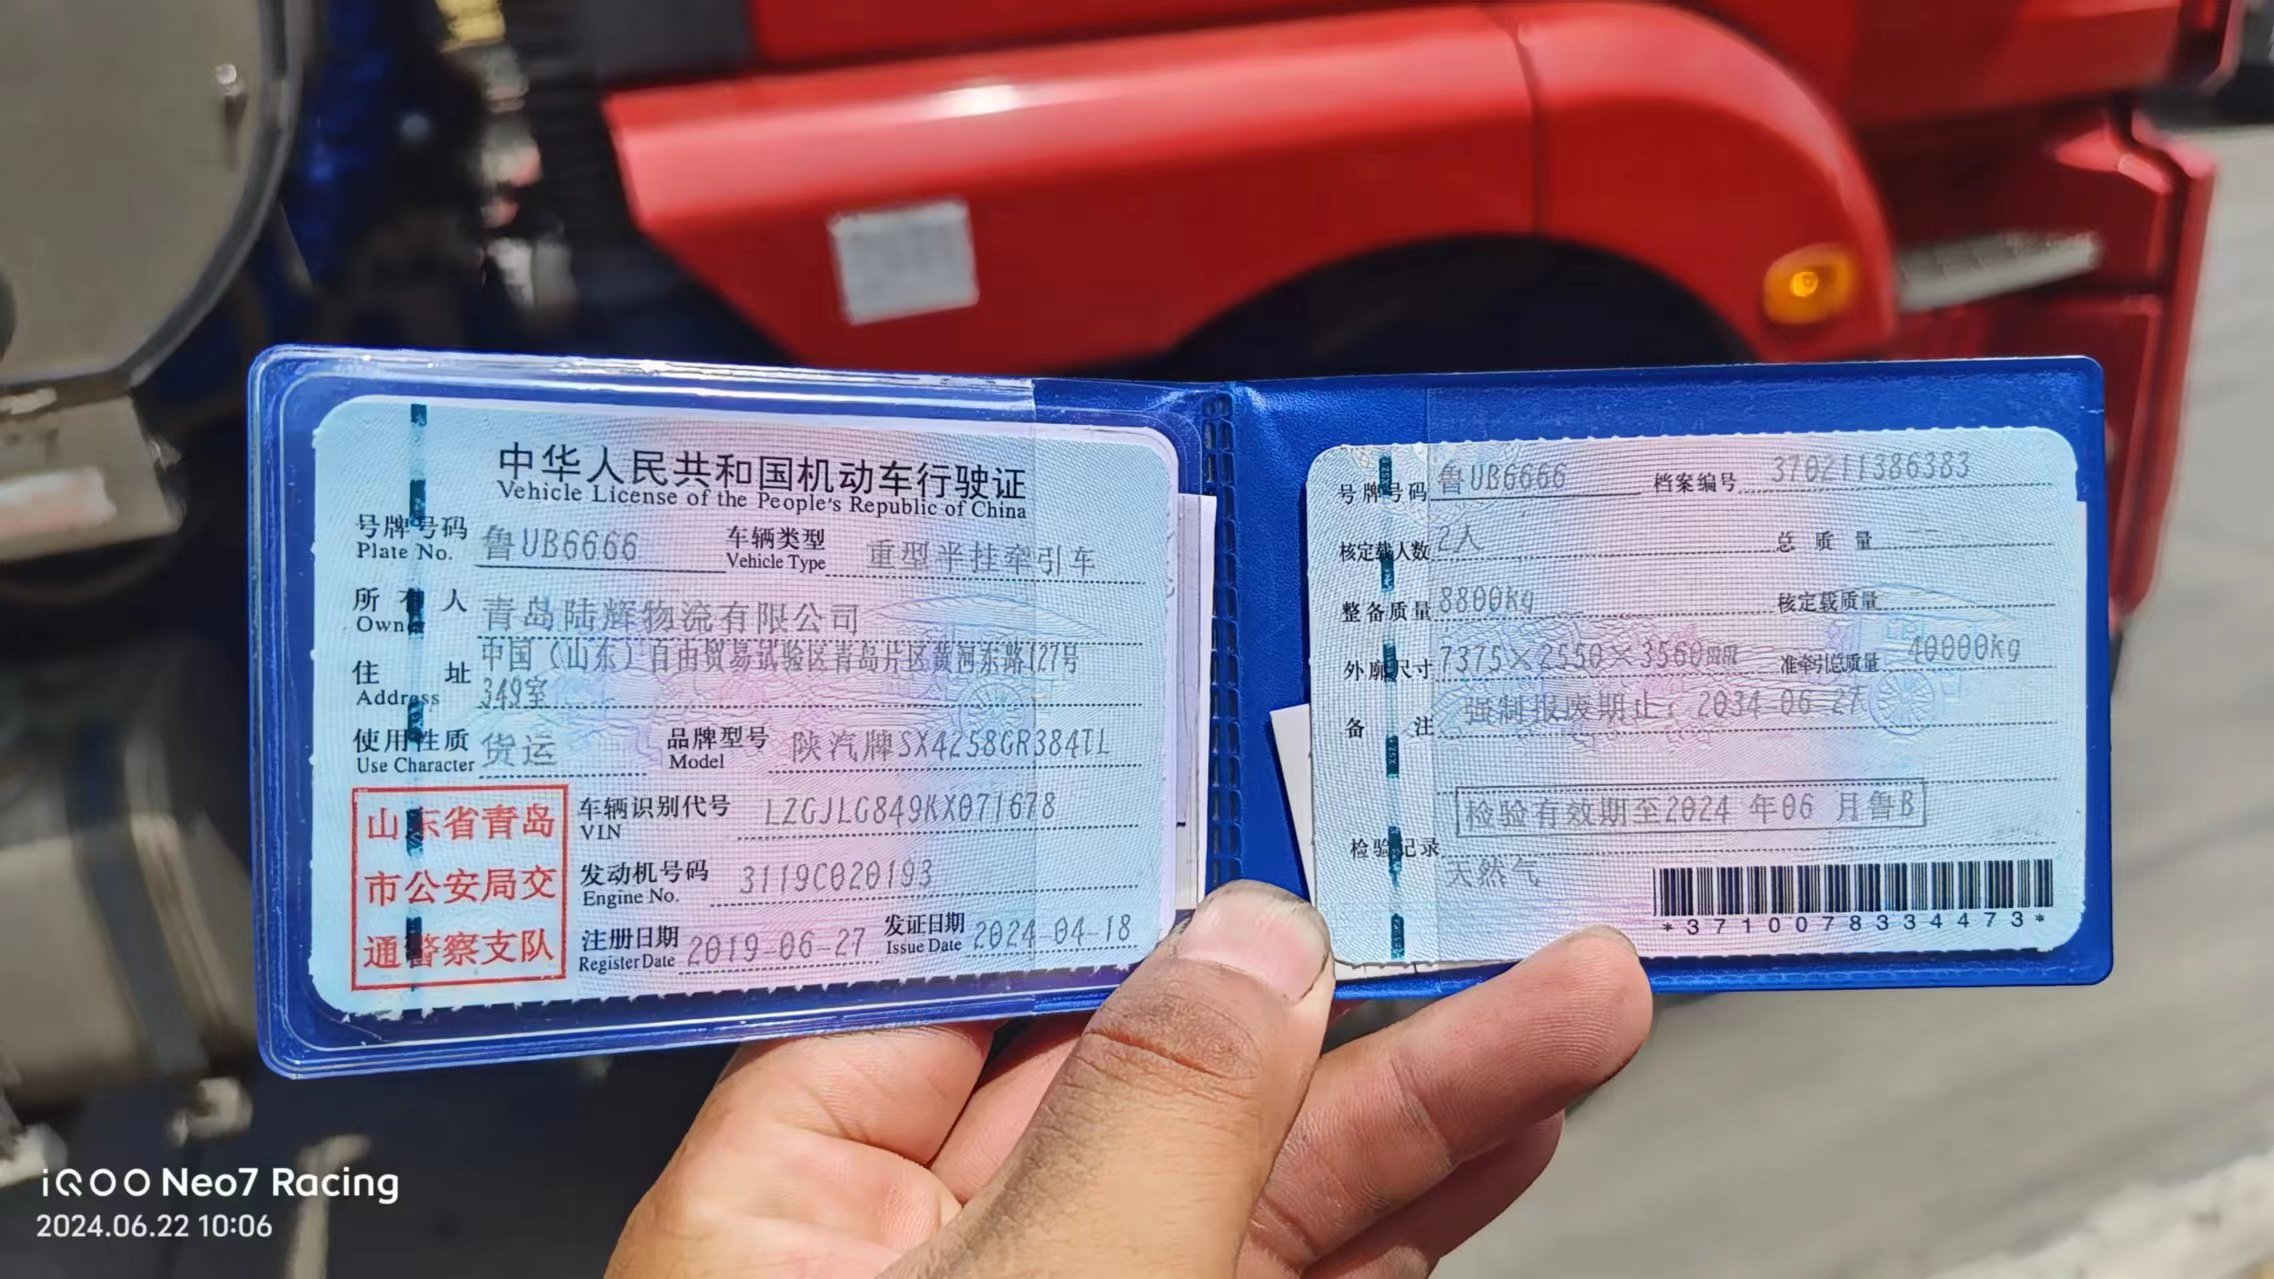 中华人民共和国机动车行驶证
Vehicle License of the People's Republic of China
号牌号码 鲁UB6666 车辆类型 重型半挂牵引车
Plate No. Vehicle Type
所有人 青岛陆辉物流有限公司
Owner
住址 中国（山东）自由贸易试验区青岛片区黄河东路127号
Address 349室
使用性质 货运 品牌型号 陕汽牌SX4258GR384TL
Use Character Model
山东省青岛
市公安局交
通警察支队
车辆识别代号 LZGJLG849KX071678
VIN
发动机号码 3119C020193
Engine No.
注册日期 2019-06-27 发证日期 2024-04-18
Register Date Issue Date
号牌号码 鲁UB6666 档案编号 370211386383
核定载人数 2人 总质量 --
整备质量 8800kg 核定载质量 --
外廓尺寸 7375×2550×3560mm 准牵引总质量 40000kg
备注 强制报废期止：2034-06-27
检验有效期至2024 年06 月鲁B
检验记录
天然气
*3710078334473*
iQOO Neo7 Racing
2024.06.22 10:06